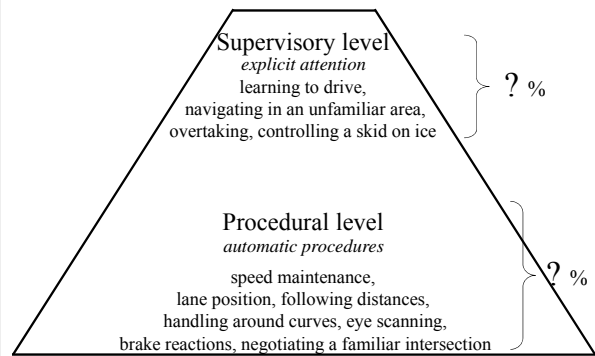 Supervisory level
explicit attention
learning to drive,
navigating in an unfamiliar area,
overtaking, controlling a skid on ice
? %
Procedural level
automatic procedures
speed maintenance,
lane position, following distances,
handling around curves, eye scanning,
brake reactions, negotiating a familiar intersection
? %